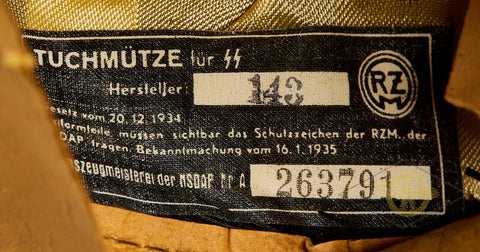 TUCHMÜTZE für ϟϟ
Hersteller: 143
RZM
esetz vom 20.12.1934
iformteile müssen sichtbar das Schutzzeichen der RZM. der
DAP. tragen. Bekanntmachung vom 16.1.1935
szeugmeisterei der NSDAP Nr A 263791